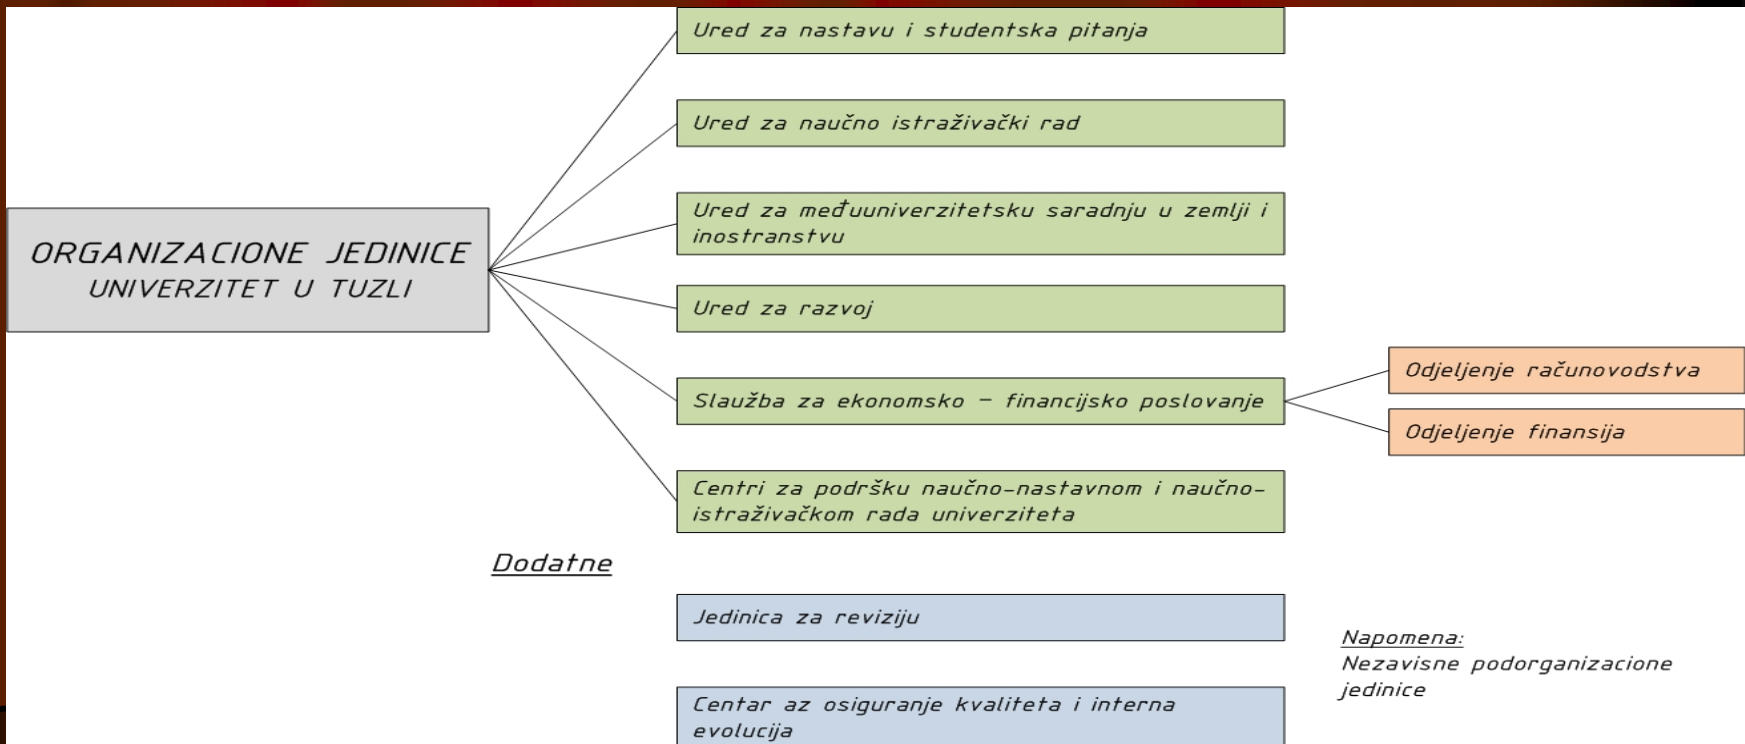 Ured za nastavu i studentska pitanja
Ured za naučno istraživački rad
Ured za međuuniverzitetsku saradnju u zemlji i
inostranstvu
ORGANIZACIONE JEDINICE
UNIVERZITET U TUZLI
Ured za razvoj
Slaužba za ekonomsko – financijsko poslovanje
Odjeljenje računovodstva
Odjeljenje finansija
Centri za podršku naučno-nastavnom i naučno-
istraživačkom rada univerziteta
Dodatne
Jedinica za reviziju
Napomena:
Nezavisne podorganizacione
jedinice
Centar az osiguranje kvaliteta i interna
evolucija